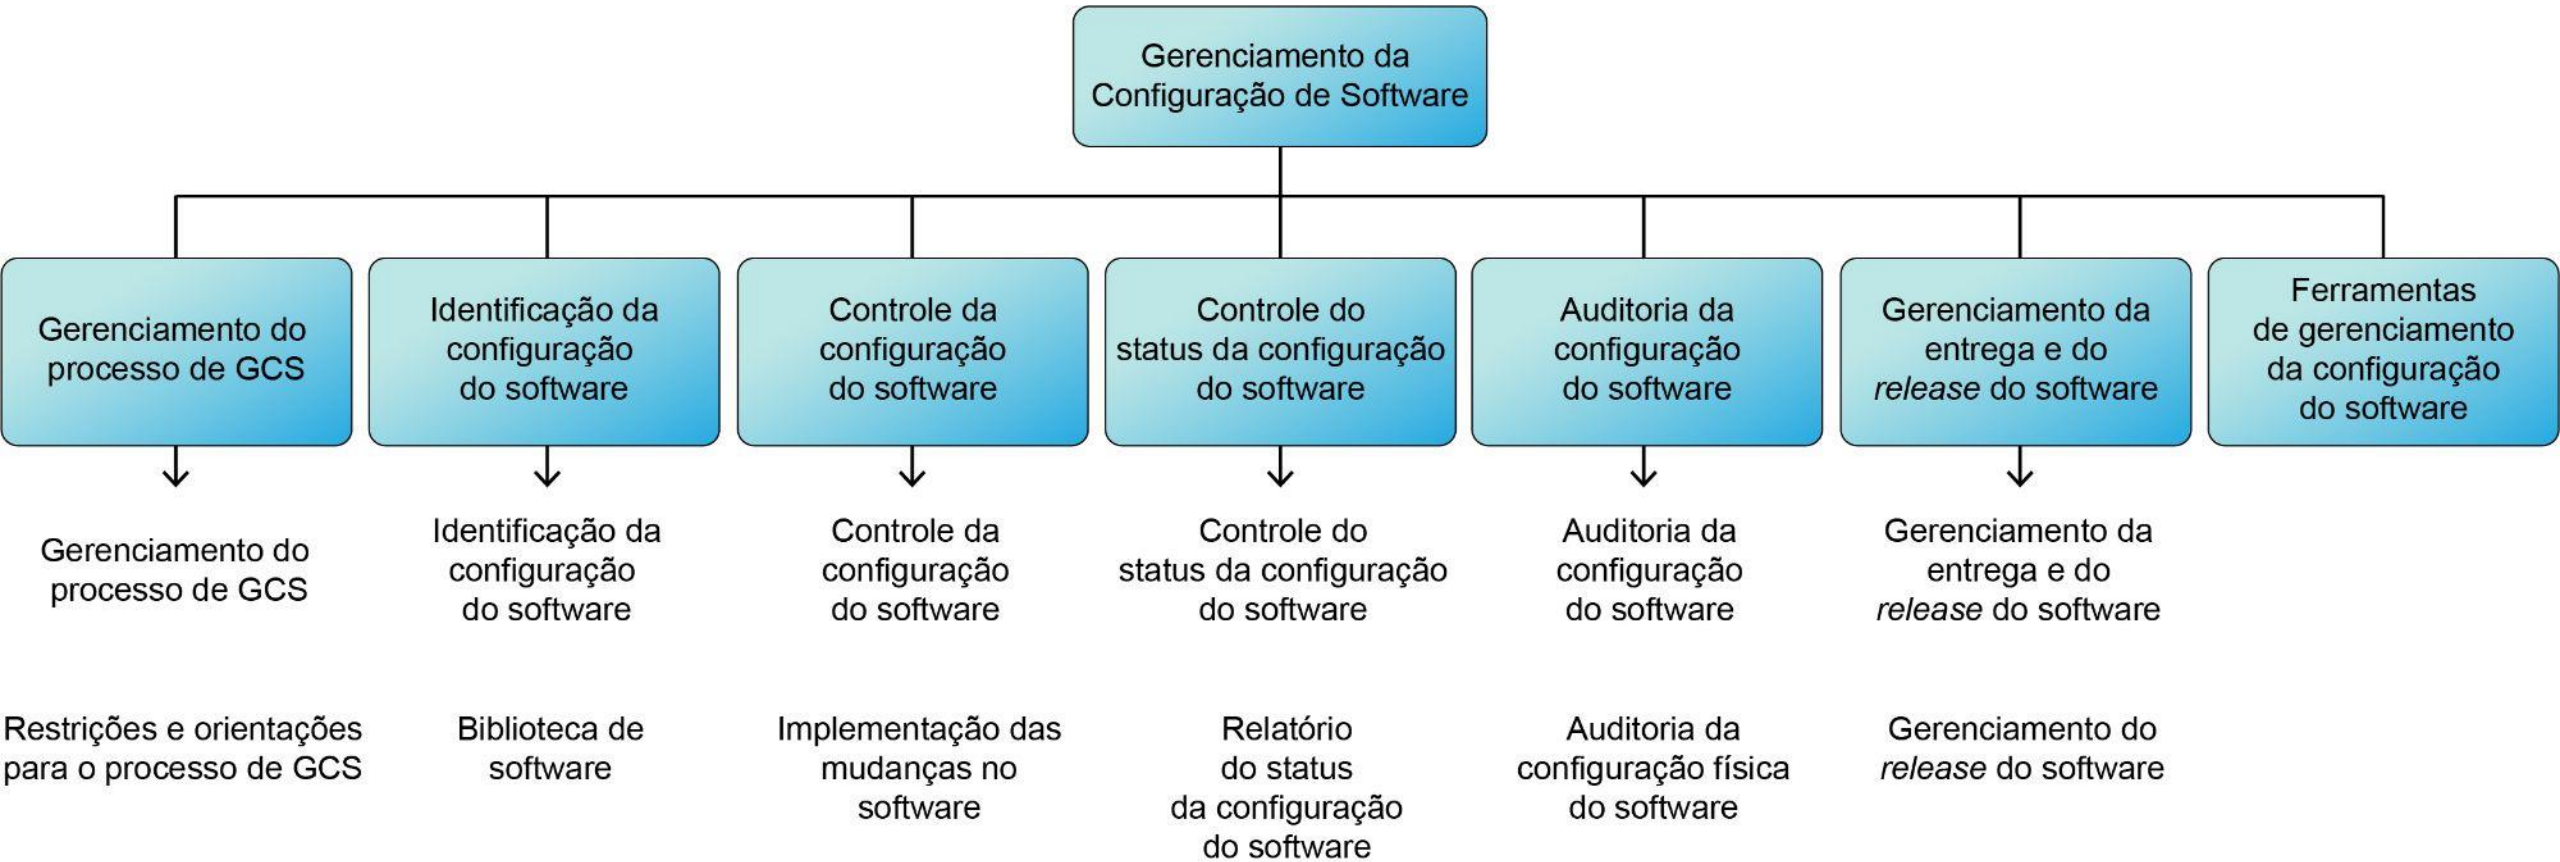 Gerenciamento da
Configuração de Software
Gerenciamento do
processo de GCS
Identificação da
configuração
do software
Controle da
configuração
do software
Controle do
status da configuração
do software
Auditoria da
configuração
do software
Gerenciamento da
entrega e do
release do software
Ferramentas
de gerenciamento
da configuração
do software
Gerenciamento do
processo de GCS
Identificação da
configuração
do software
Controle da
configuração
do software
Controle do
status da configuração
do software
Auditoria da
configuração
do software
Gerenciamento da
entrega e do
release do software
Restrições e orientações
para o processo de GCS
Biblioteca de
software
Implementação das
mudanças no
software
Relatório
do status
da configuração
do software
Auditoria da
configuração física
do software
Gerenciamento do
release do software